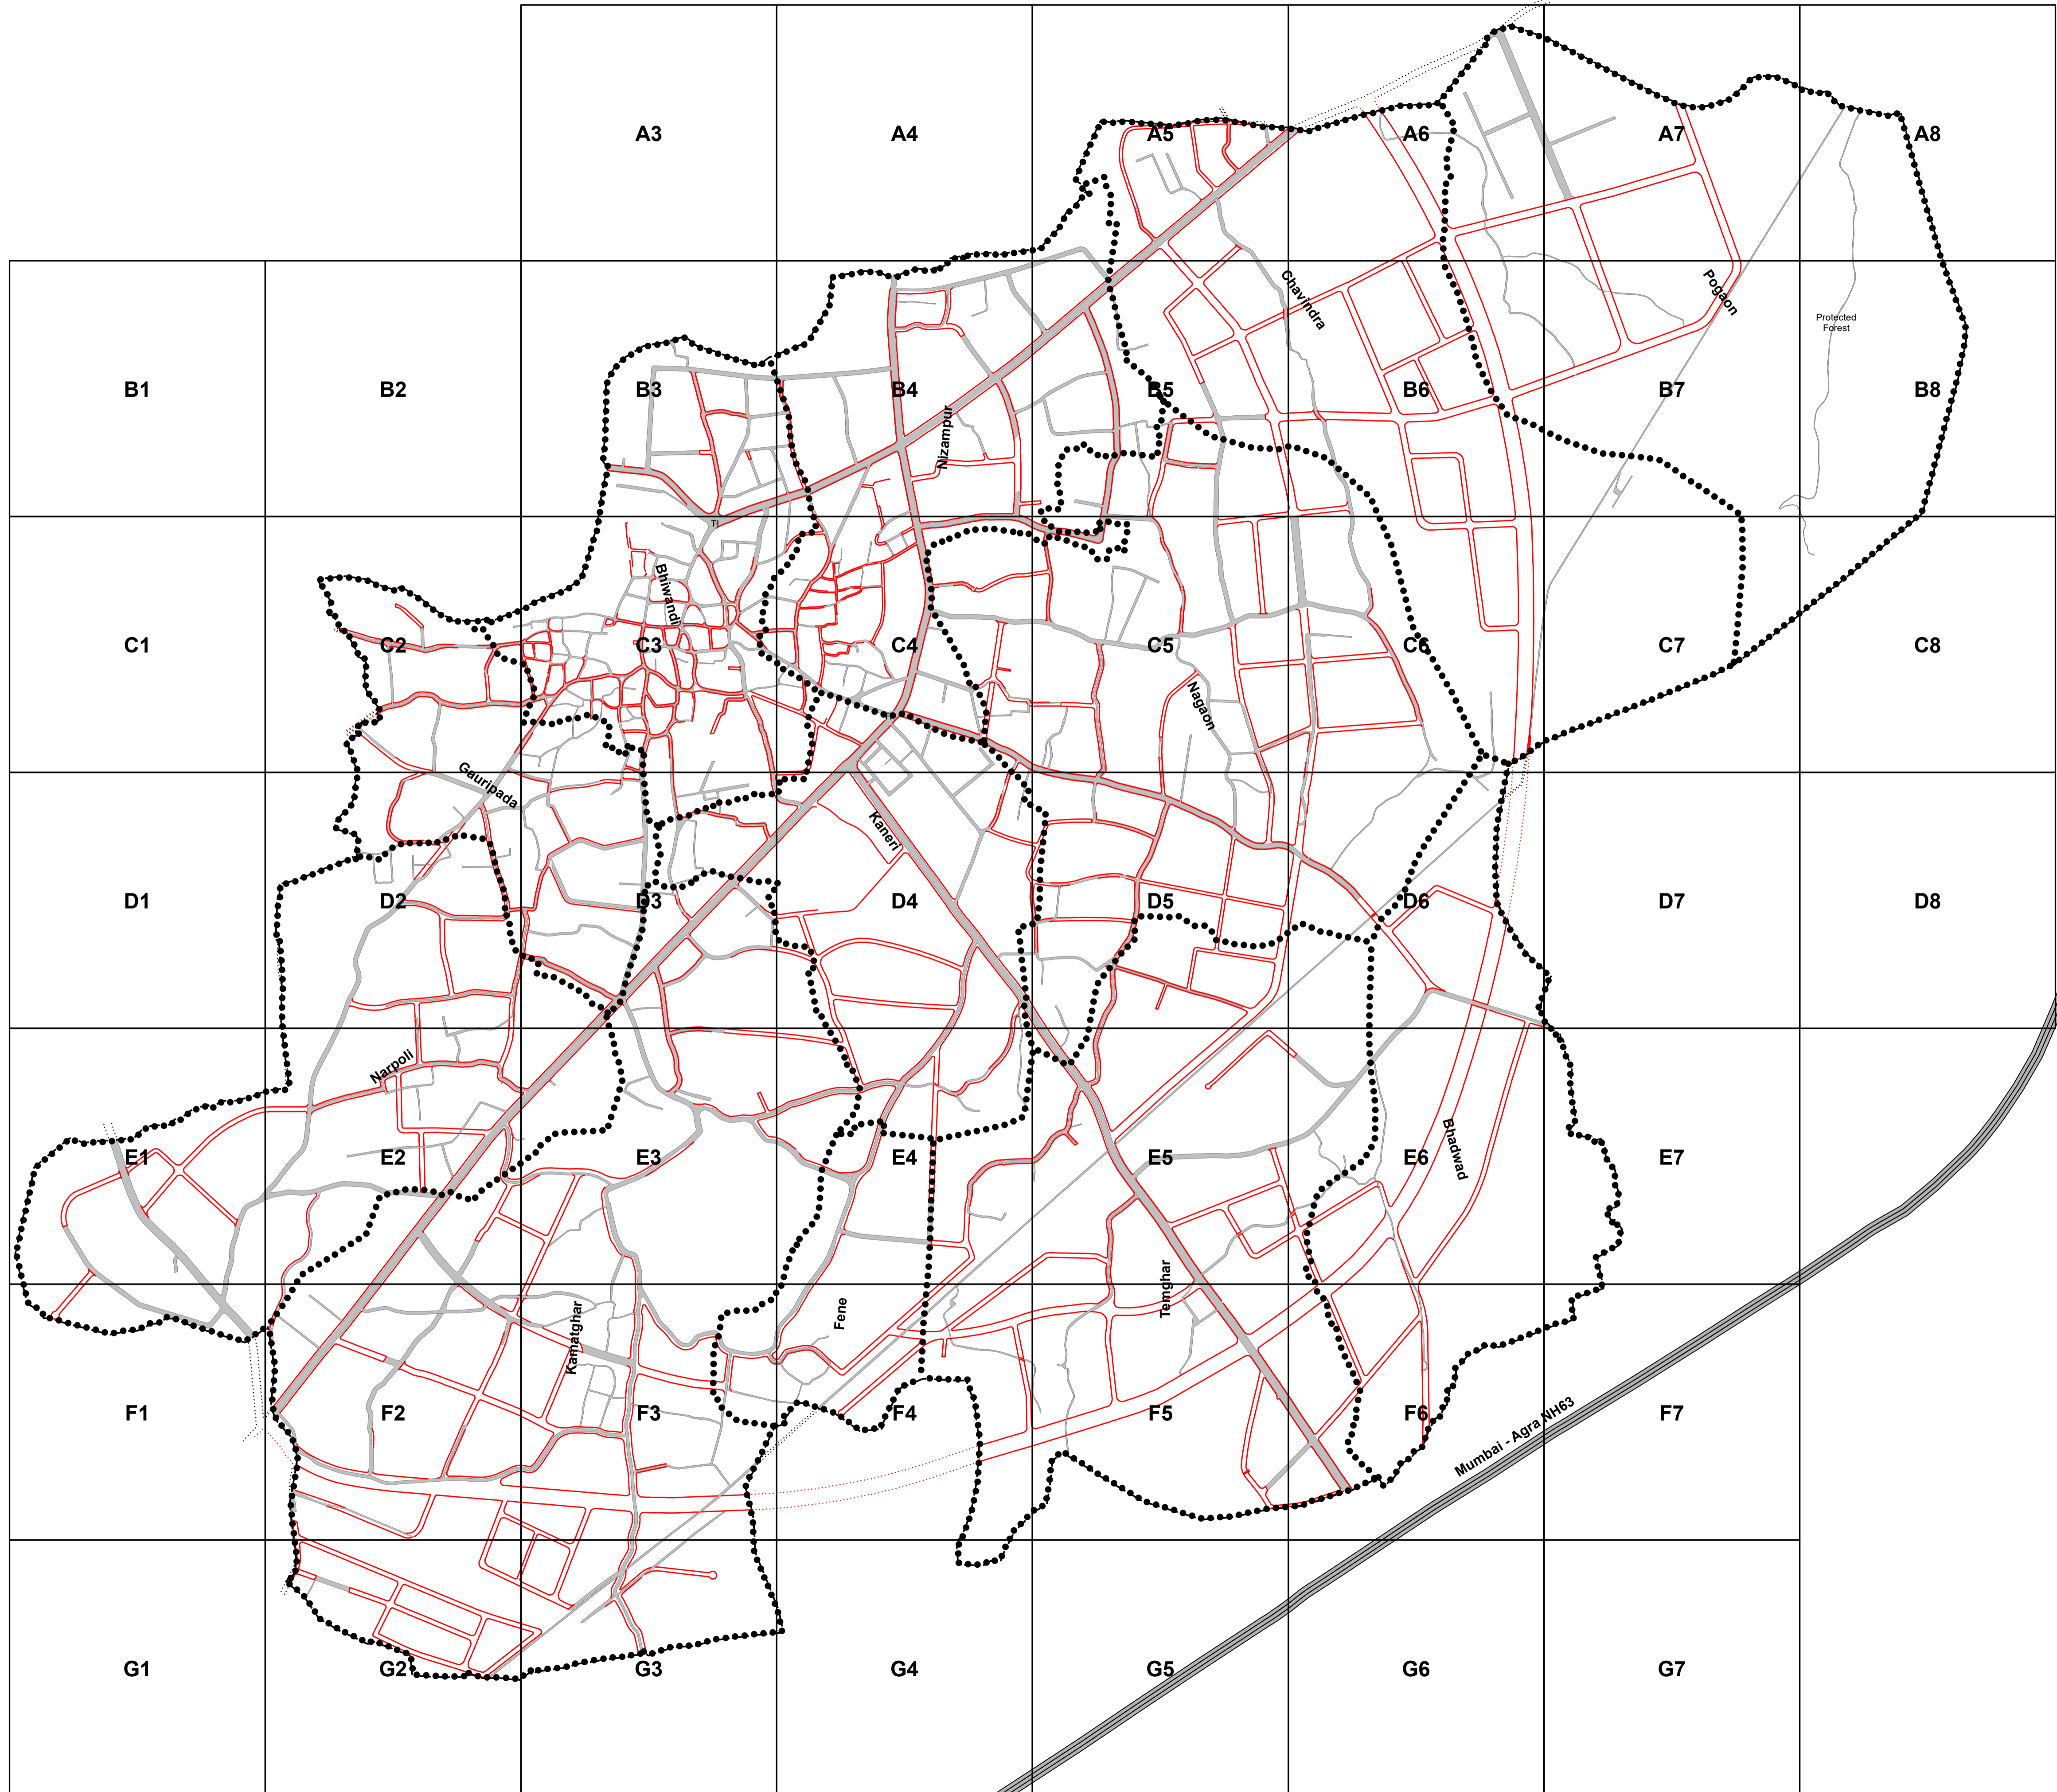 A3 A4 A5 A6 A7 A8
Chavindra
Pogaon
Protected
Forest
B1 B2 B3 B4 B5 B6 B7 B8
Nizampur
TI
Bhiwandi
C1 C2 C3 C4 C5 C6 C7 C8
Nagaon
Gauripada
Kaneri
D1 D2 D3 D4 D5 D6 D7 D8
Narpoli
Bhadwad
E1 E2 E3 E4 E5 E6 E7
Temghar
Fene
Kamatghar
F1 F2 F3 F4 F5 F6 F7
Mumbai - Agra NH63
G1 G2 G3 G4 G5 G6 G7